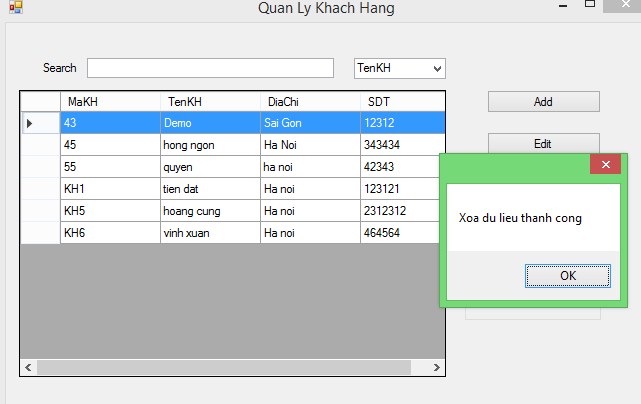 Quan Ly Khach Hang
Search TenKH
MaKH TenKH DiaChi SDT
43 Demo Sai Gon 12312
45 hong ngon Ha Noi 343434
55 quyen ha noi 42343
KH1 tien dat Ha noi 123121
KH5 hoang cung Ha noi 2312312
KH6 vinh xuan Ha noi 464564
Add
Edit
Xoa du lieu thanh cong
OK